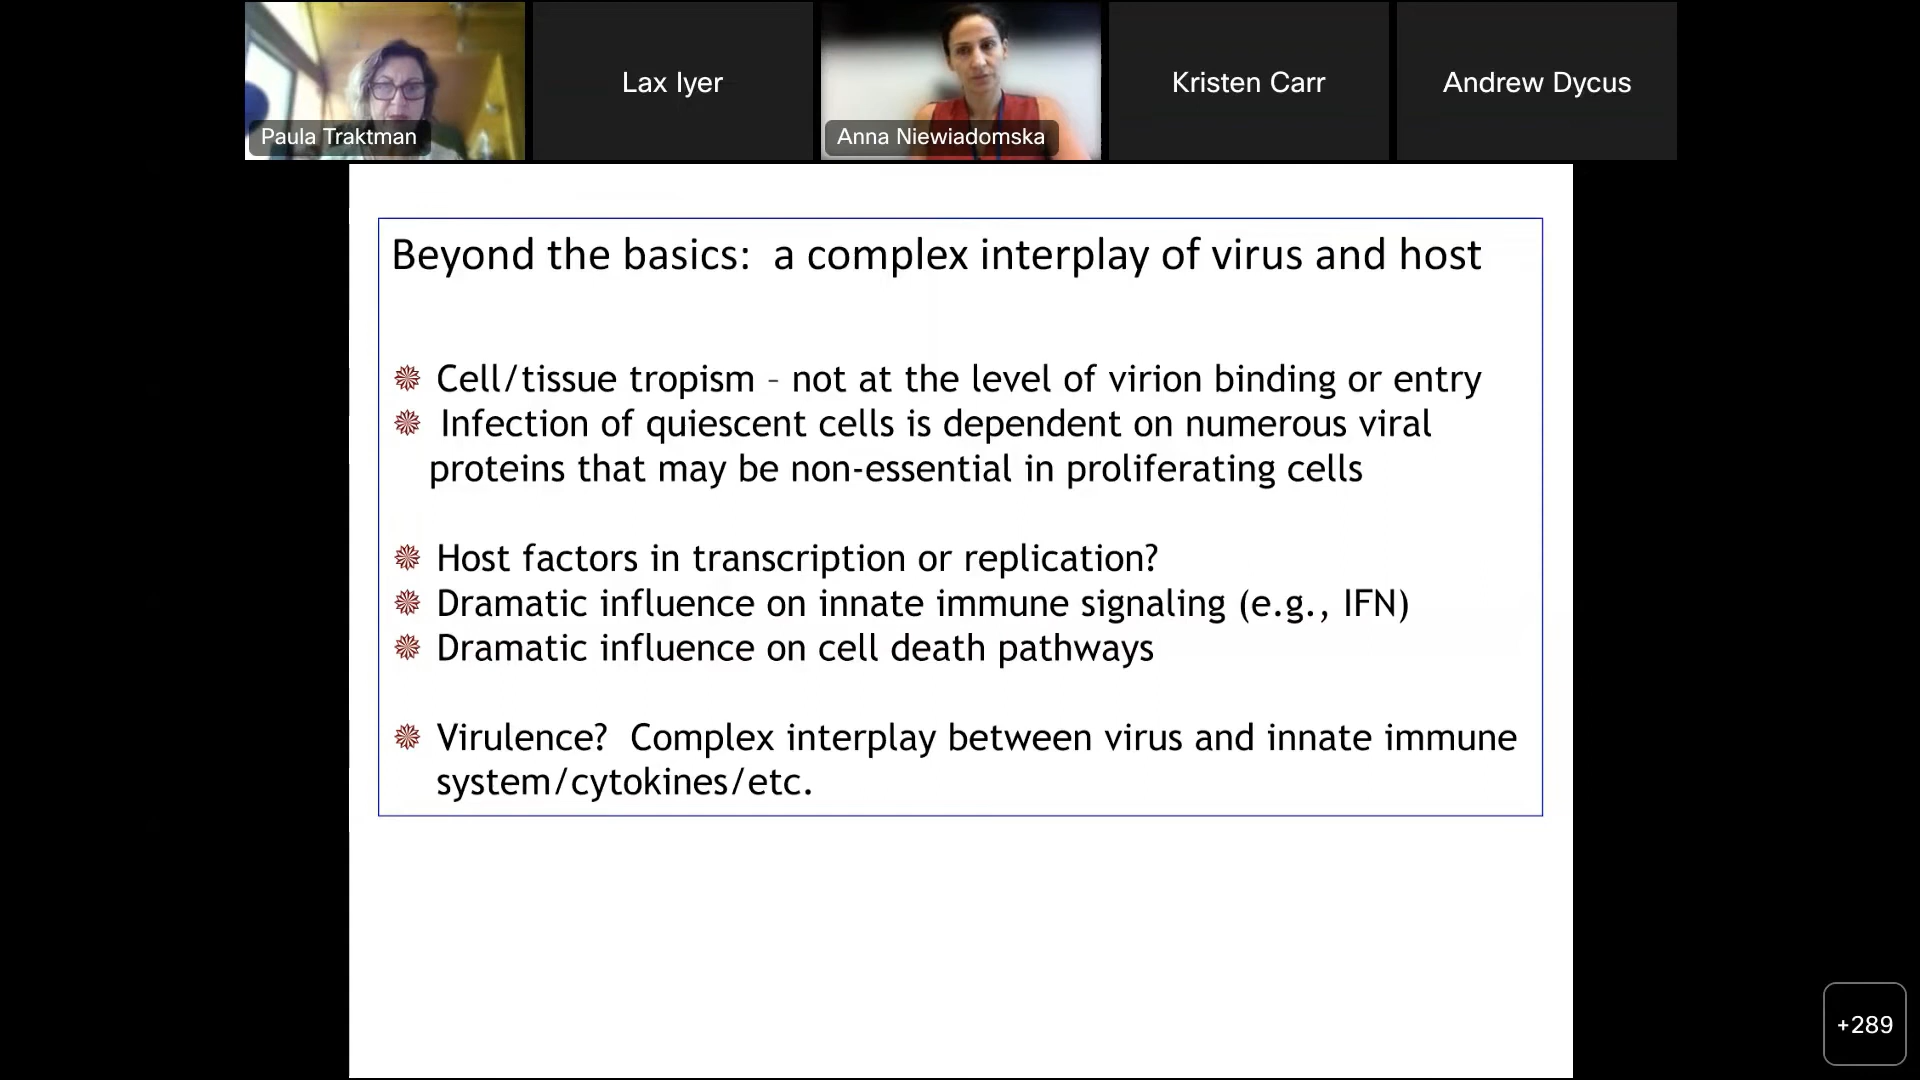 Paula Traktman
Lax Iyer
Anna Niewiadomska
Kristen Carr
Andrew Dycus
Beyond the basics:  a complex interplay of virus and host
Cell/tissue tropism – not at the level of virion binding or entry
Infection of quiescent cells is dependent on numerous viral
proteins that may be non-essential in proliferating cells
Host factors in transcription or replication?
Dramatic influence on innate immune signaling (e.g., IFN)
Dramatic influence on cell death pathways
Virulence?  Complex interplay between virus and innate immune
system/cytokines/etc.
+289